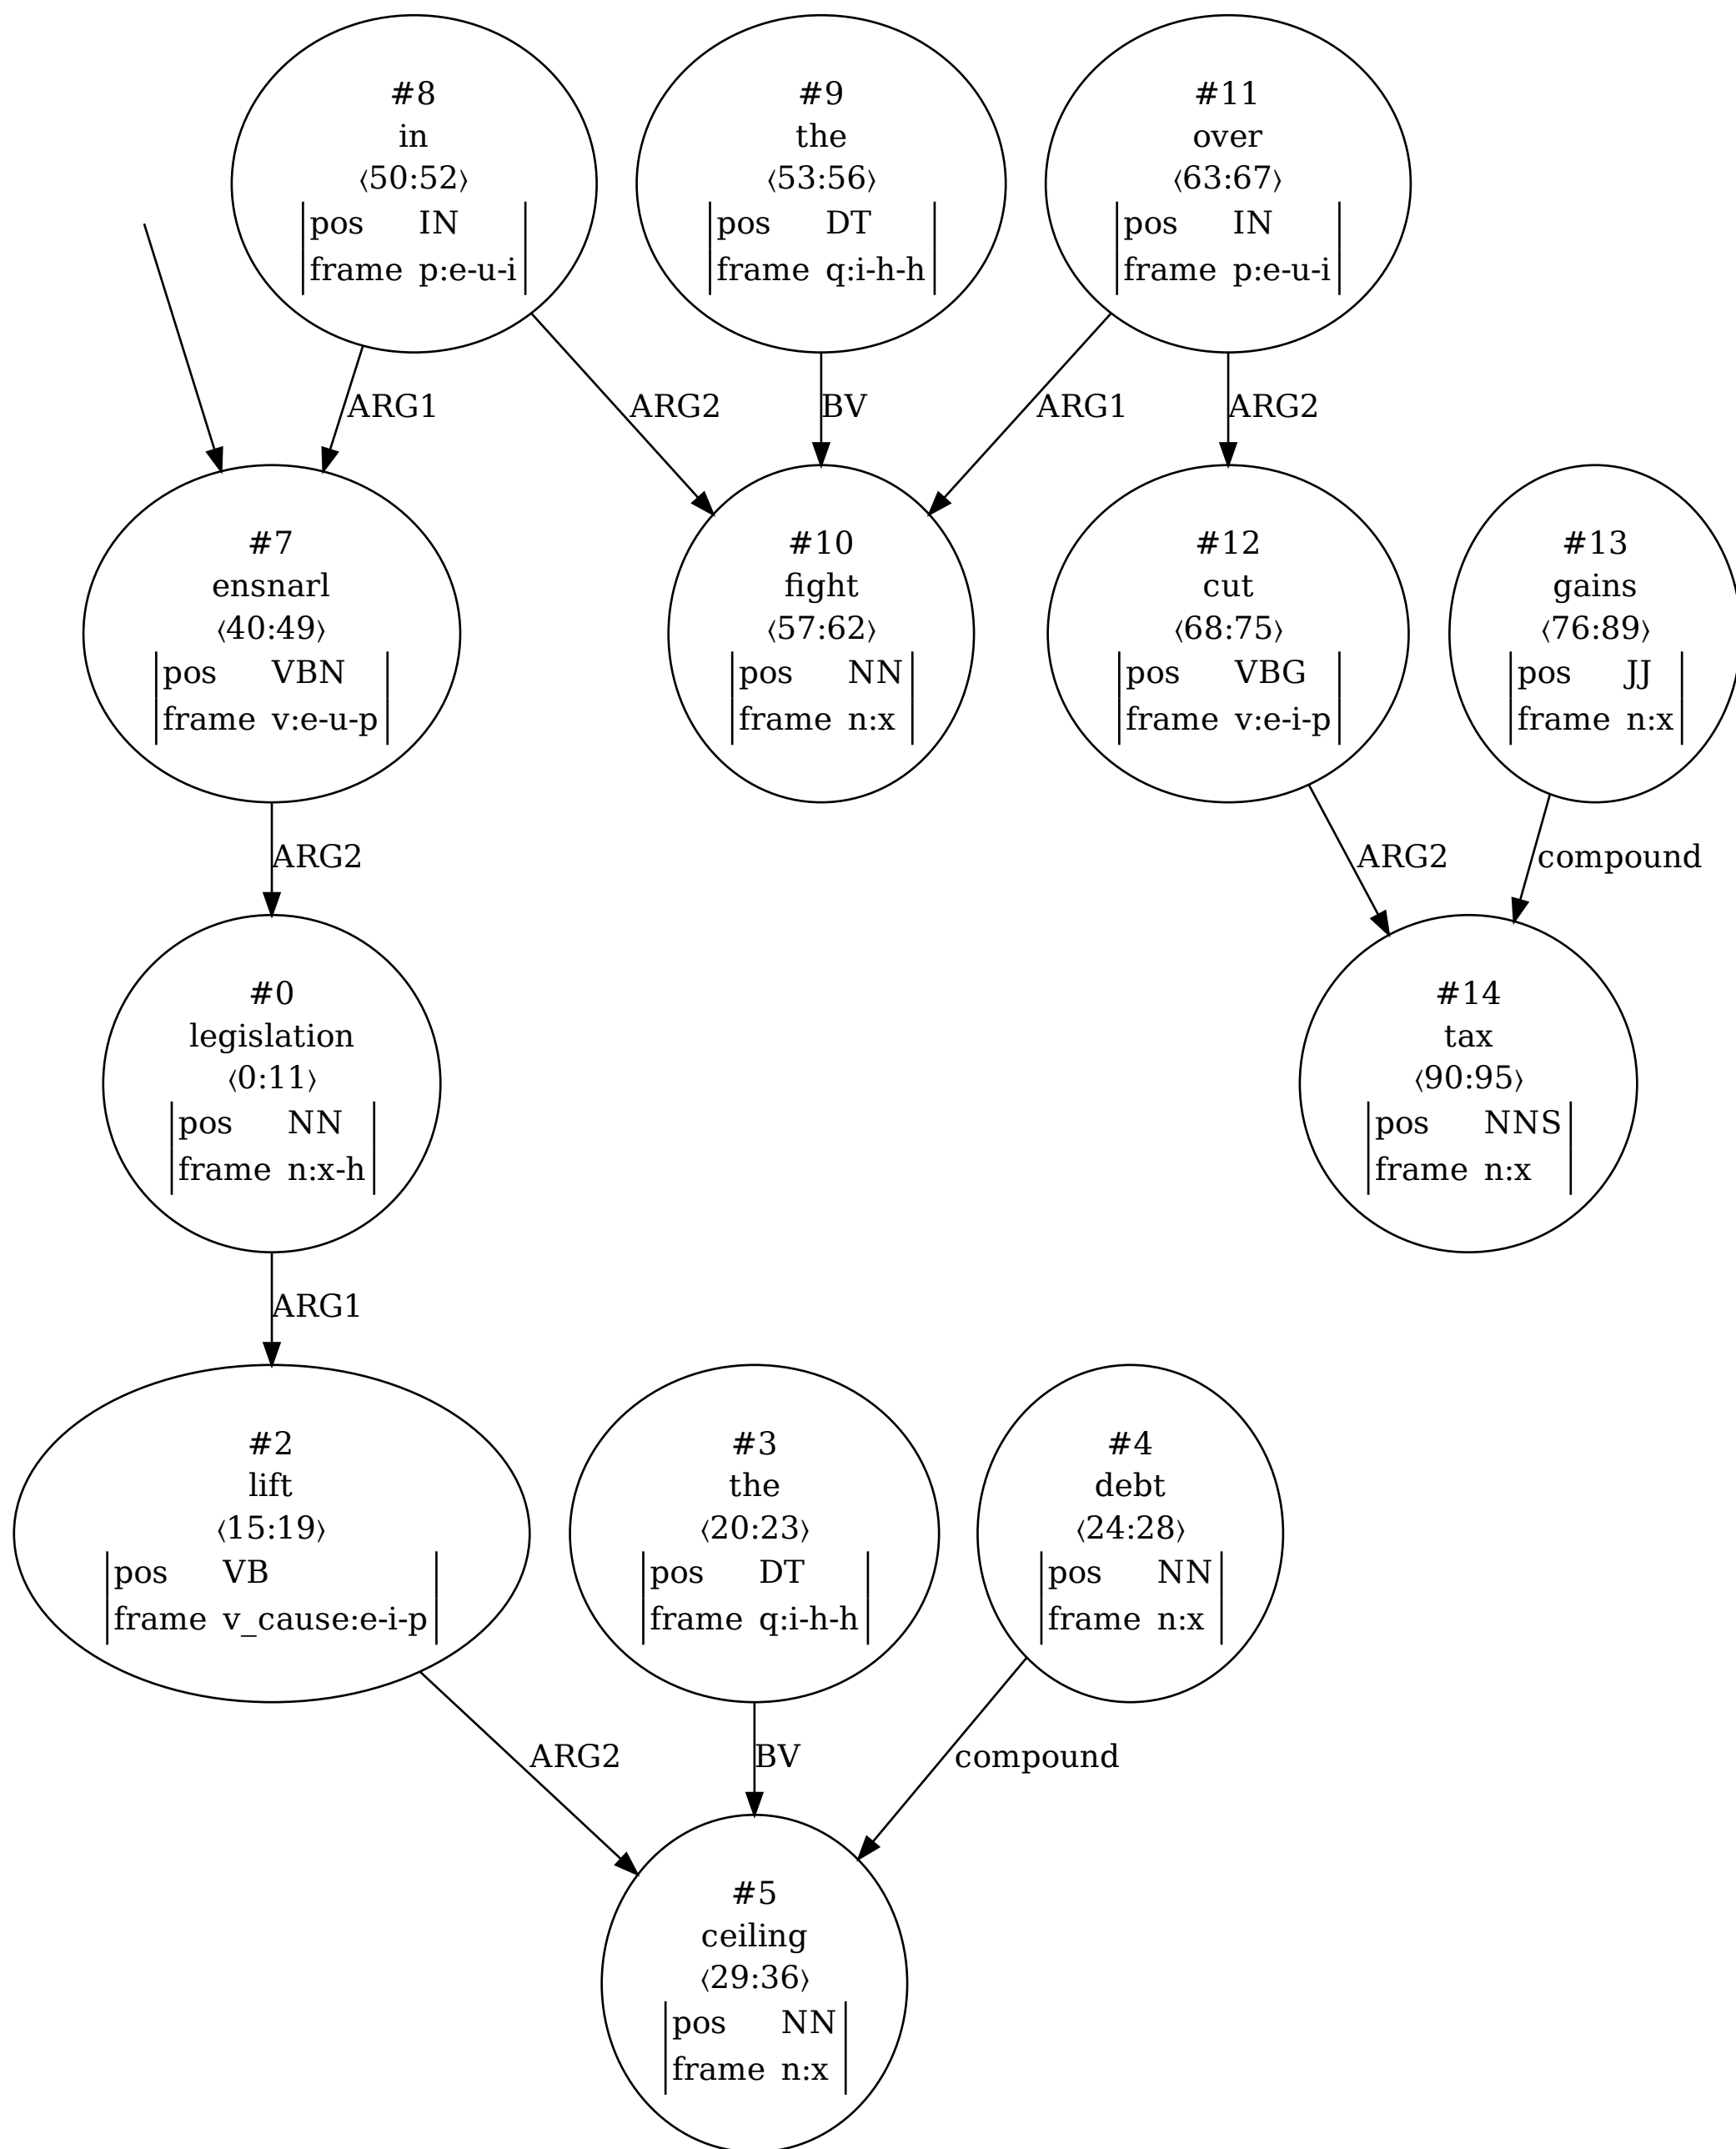 #8
in
⟨50:52⟩
pos IN
frame p:e-u-i
#9
the
⟨53:56⟩
pos DT
frame q:i-h-h
#11
over
⟨63:67⟩
pos IN
frame p:e-u-i
ARG1
ARG2
BV
ARG1
ARG2
#7
ensnarl
⟨40:49⟩
pos VBN
frame v:e-u-p
#10
fight
⟨57:62⟩
pos NN
frame n:x
#12
cut
⟨68:75⟩
pos VBG
frame v:e-i-p
#13
gains
⟨76:89⟩
pos JJ
frame n:x
ARG2
ARG2
compound
#0
legislation
⟨0:11⟩
pos NN
frame n:x-h
#14
tax
⟨90:95⟩
pos NNS
frame n:x
ARG1
#2
lift
⟨15:19⟩
pos VB
frame v_cause:e-i-p
#3
the
⟨20:23⟩
pos DT
frame q:i-h-h
#4
debt
⟨24:28⟩
pos NN
frame n:x
ARG2
BV
compound
#5
ceiling
⟨29:36⟩
pos NN
frame n:x